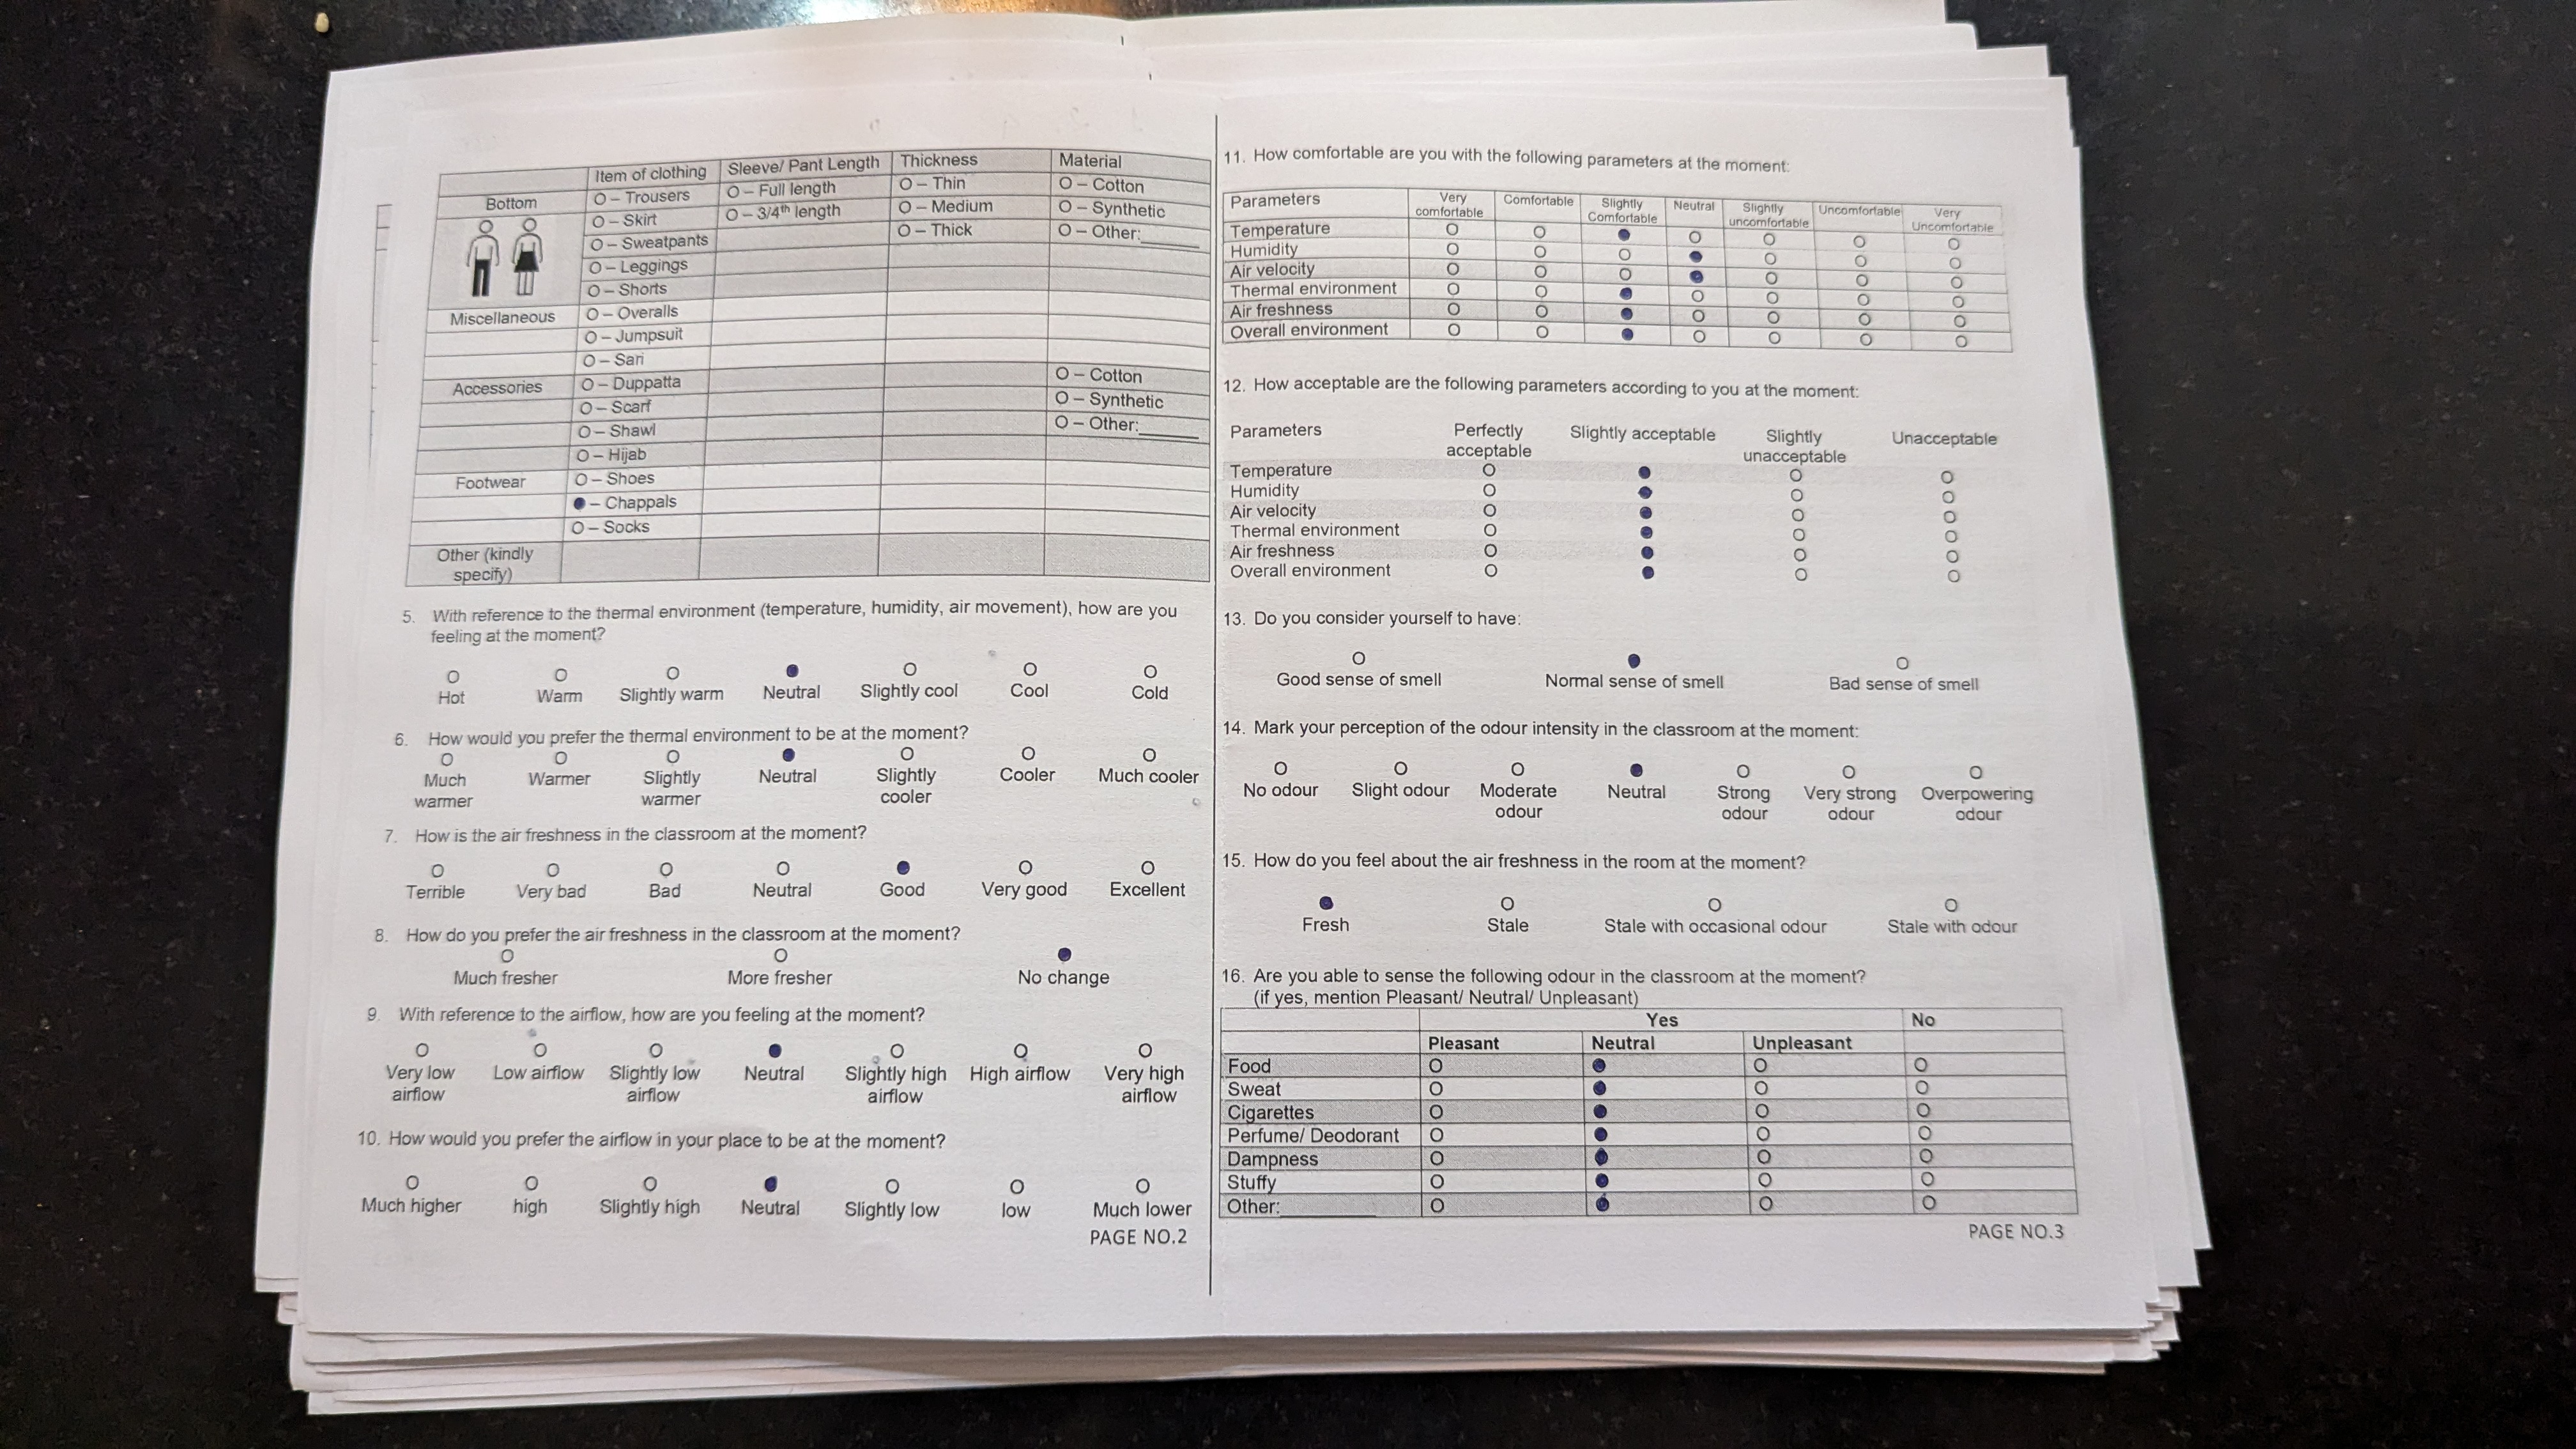 Item of clothing Sleeve/ Pant Length Thickness Material
Bottom O – Trousers O – Full length O – Thin O – Cotton
O – Skirt O – 3/4th length O – Medium O – Synthetic
O – Sweatpants O – Thick O – Other:______
O – Leggings
O – Shorts
Miscellaneous O – Overalls
O – Jumpsuit
O – Sari
Accessories O – Duppatta O – Cotton
O – Scarf O – Synthetic
O – Shawl O – Other:______
O – Hijab
Footwear O – Shoes
● – Chappals
O – Socks
Other (kindly
specify)
5. With reference to the thermal environment (temperature, humidity, air movement), how are you
feeling at the moment?
O O O ● O O O
Hot Warm Slightly warm Neutral Slightly cool Cool Cold
6. How would you prefer the thermal environment to be at the moment?
O O O ● O O O
Much Warmer Slightly Neutral Slightly Cooler Much cooler
warmer warmer cooler
7. How is the air freshness in the classroom at the moment?
O O O O ● O O
Terrible Very bad Bad Neutral Good Very good Excellent
8. How do you prefer the air freshness in the classroom at the moment?
O O ●
Much fresher More fresher No change
9. With reference to the airflow, how are you feeling at the moment?
O O O ● O O O
Very low Low airflow Slightly low Neutral Slightly high High airflow Very high
airflow airflow airflow airflow
10. How would you prefer the airflow in your place to be at the moment?
O O O ● O O O
Much higher high Slightly high Neutral Slightly low low Much lower
PAGE NO.2
11. How comfortable are you with the following parameters at the moment:
Parameters Very Comfortable Slightly Neutral Slightly Uncomfortable Very
comfortable Comfortable uncomfortable Uncomfortable
Temperature O O ● O O O O
Humidity O O O ● O O O
Air velocity O O O ● O O O
Thermal environment O O ● O O O O
Air freshness O O ● O O O O
Overall environment O O ● O O O O
12. How acceptable are the following parameters according to you at the moment:
Parameters Perfectly Slightly acceptable Slightly Unacceptable
acceptable unacceptable
Temperature O ● O O
Humidity O ● O O
Air velocity O ● O O
Thermal environment O ● O O
Air freshness O ● O O
Overall environment O ● O O
13. Do you consider yourself to have:
O ● O
Good sense of smell Normal sense of smell Bad sense of smell
14. Mark your perception of the odour intensity in the classroom at the moment:
O O O ● O O O
No odour Slight odour Moderate Neutral Strong Very strong Overpowering
odour odour odour odour
15. How do you feel about the air freshness in the room at the moment?
● O O O
Fresh Stale Stale with occasional odour Stale with odour
16. Are you able to sense the following odour in the classroom at the moment?
(if yes, mention Pleasant/ Neutral/ Unpleasant)
Yes No
Pleasant Neutral Unpleasant
Food O ● O O
Sweat O ● O O
Cigarettes O ● O O
Perfume/ Deodorant O ● O O
Dampness O ● O O
Stuffy O ● O O
Other:__________ O ● O O
PAGE NO.3